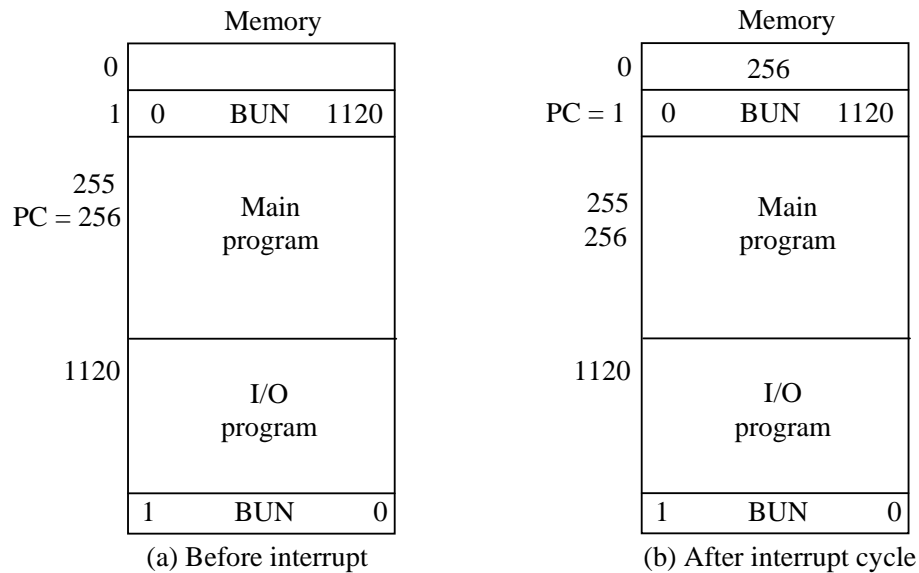 Memory
0
1 0 BUN 1120
255
PC = 256
Main
program
1120
I/O
program
1 BUN 0
(a) Before interrupt
Memory
0 256
PC = 1 0 BUN 1120
255
256
Main
program
1120
I/O
program
1 BUN 0
(b) After interrupt cycle